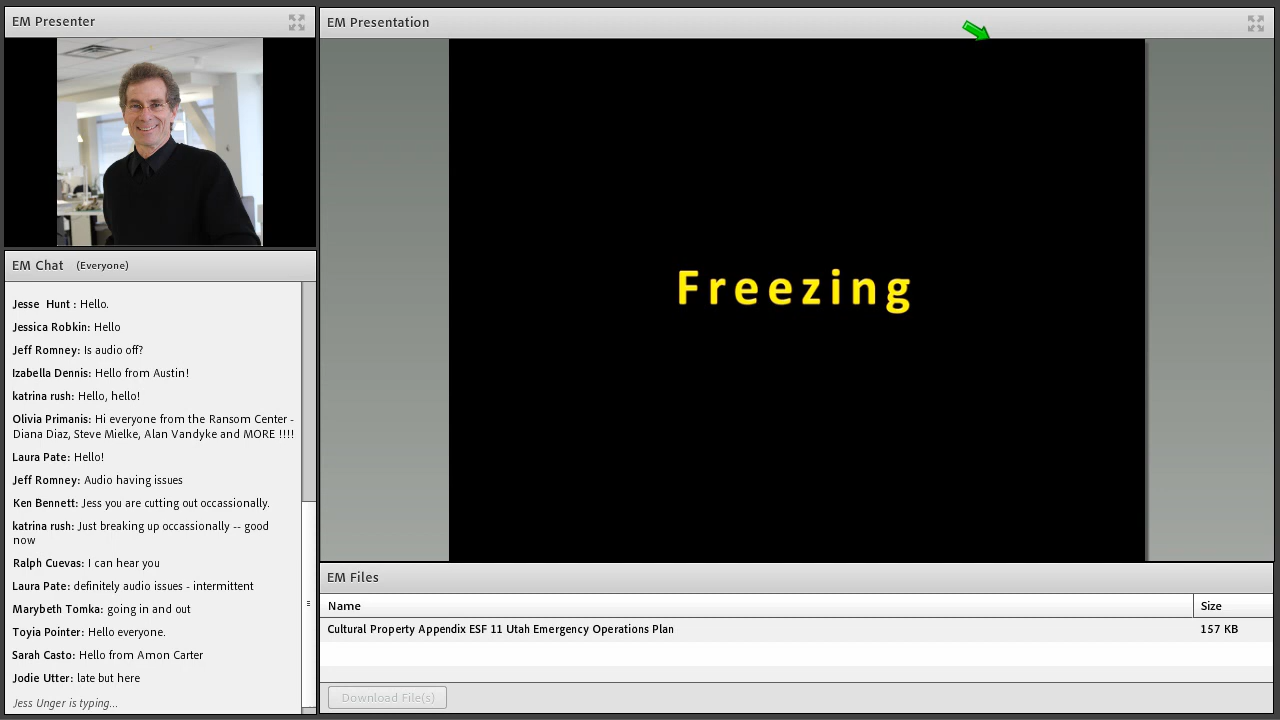 EM Presenter
EM Chat (Everyone)
Jesse Hunt : Hello.
Jessica Robkin: Hello
Jeff Romney: Is audio off?
Izabella Dennis: Hello from Austin!
katrina rush: Hello, hello!
Olivia Primanis: Hi everyone from the Ransom Center -
Diana Diaz, Steve Mielke, Alan Vandyke and MORE !!!!
Laura Pate: Hello!
Jeff Romney: Audio having issues
Ken Bennett: Jess you are cutting out occassionally.
katrina rush: Just breaking up occassionally -- good
now
Ralph Cuevas: I can hear you
Laura Pate: definitely audio issues - intermittent
Marybeth Tomka: going in and out
Toyia Pointer: Hello everyone.
Sarah Casto: Hello from Amon Carter
Jodie Utter: late but here
Jess Unger is typing...
EM Presentation
Freezing
EM Files
Name Size
Cultural Property Appendix ESF 11 Utah Emergency Operations Plan 157 KB
Download File(s)